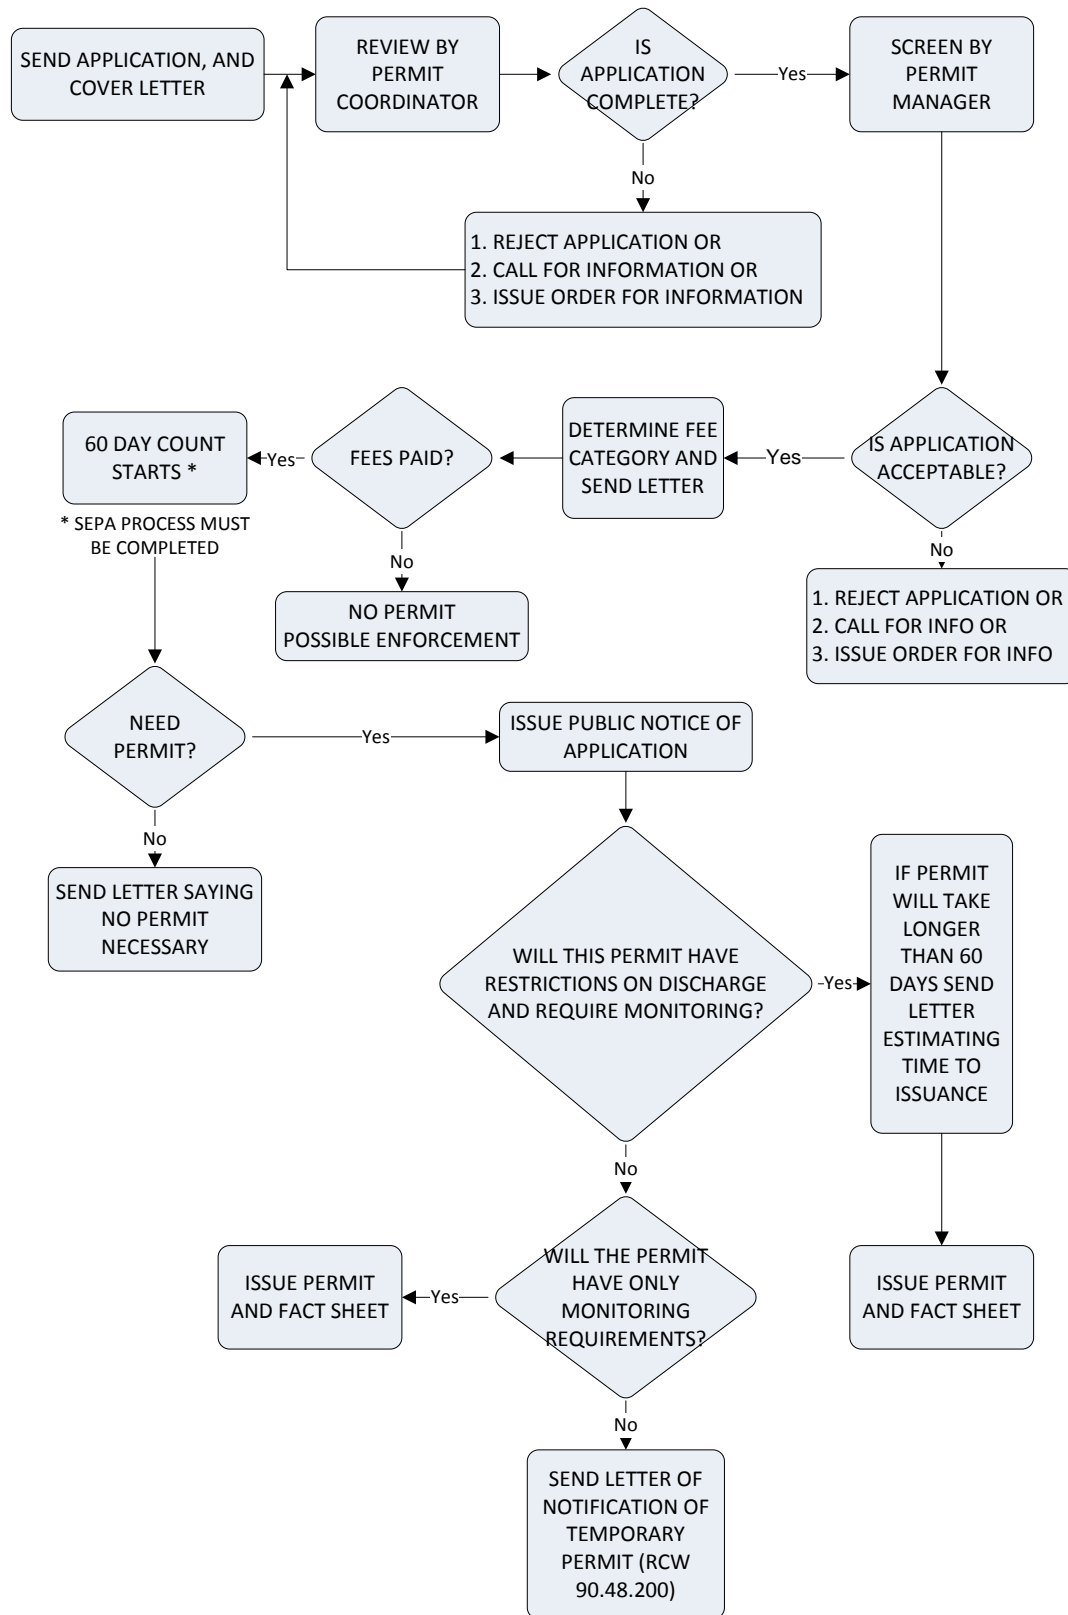 SEND APPLICATION, AND
COVER LETTER
REVIEW BY
PERMIT
COORDINATOR
IS
APPLICATION
COMPLETE?
Yes
SCREEN BY
PERMIT
MANAGER
No
1. REJECT APPLICATION OR
2. CALL FOR INFORMATION OR
3. ISSUE ORDER FOR INFORMATION
IS APPLICATION
ACCEPTABLE?
Yes
DETERMINE FEE
CATEGORY AND
SEND LETTER
FEES PAID?
Yes
60 DAY COUNT
STARTS *
* SEPA PROCESS MUST
BE COMPLETED
No
NO PERMIT
POSSIBLE ENFORCEMENT
No
1. REJECT APPLICATION OR
2. CALL FOR INFO OR
3. ISSUE ORDER FOR INFO
NEED
PERMIT?
Yes
ISSUE PUBLIC NOTICE OF
APPLICATION
No
SEND LETTER SAYING
NO PERMIT
NECESSARY
WILL THIS PERMIT HAVE
RESTRICTIONS ON DISCHARGE
AND REQUIRE MONITORING?
Yes
IF PERMIT
WILL TAKE
LONGER
THAN 60
DAYS SEND
LETTER
ESTIMATING
TIME TO
ISSUANCE
No
WILL THE PERMIT
HAVE ONLY
MONITORING
REQUIREMENTS?
Yes
ISSUE PERMIT
AND FACT SHEET
ISSUE PERMIT
AND FACT SHEET
No
SEND LETTER OF
NOTIFICATION OF
TEMPORARY
PERMIT (RCW
90.48.200)